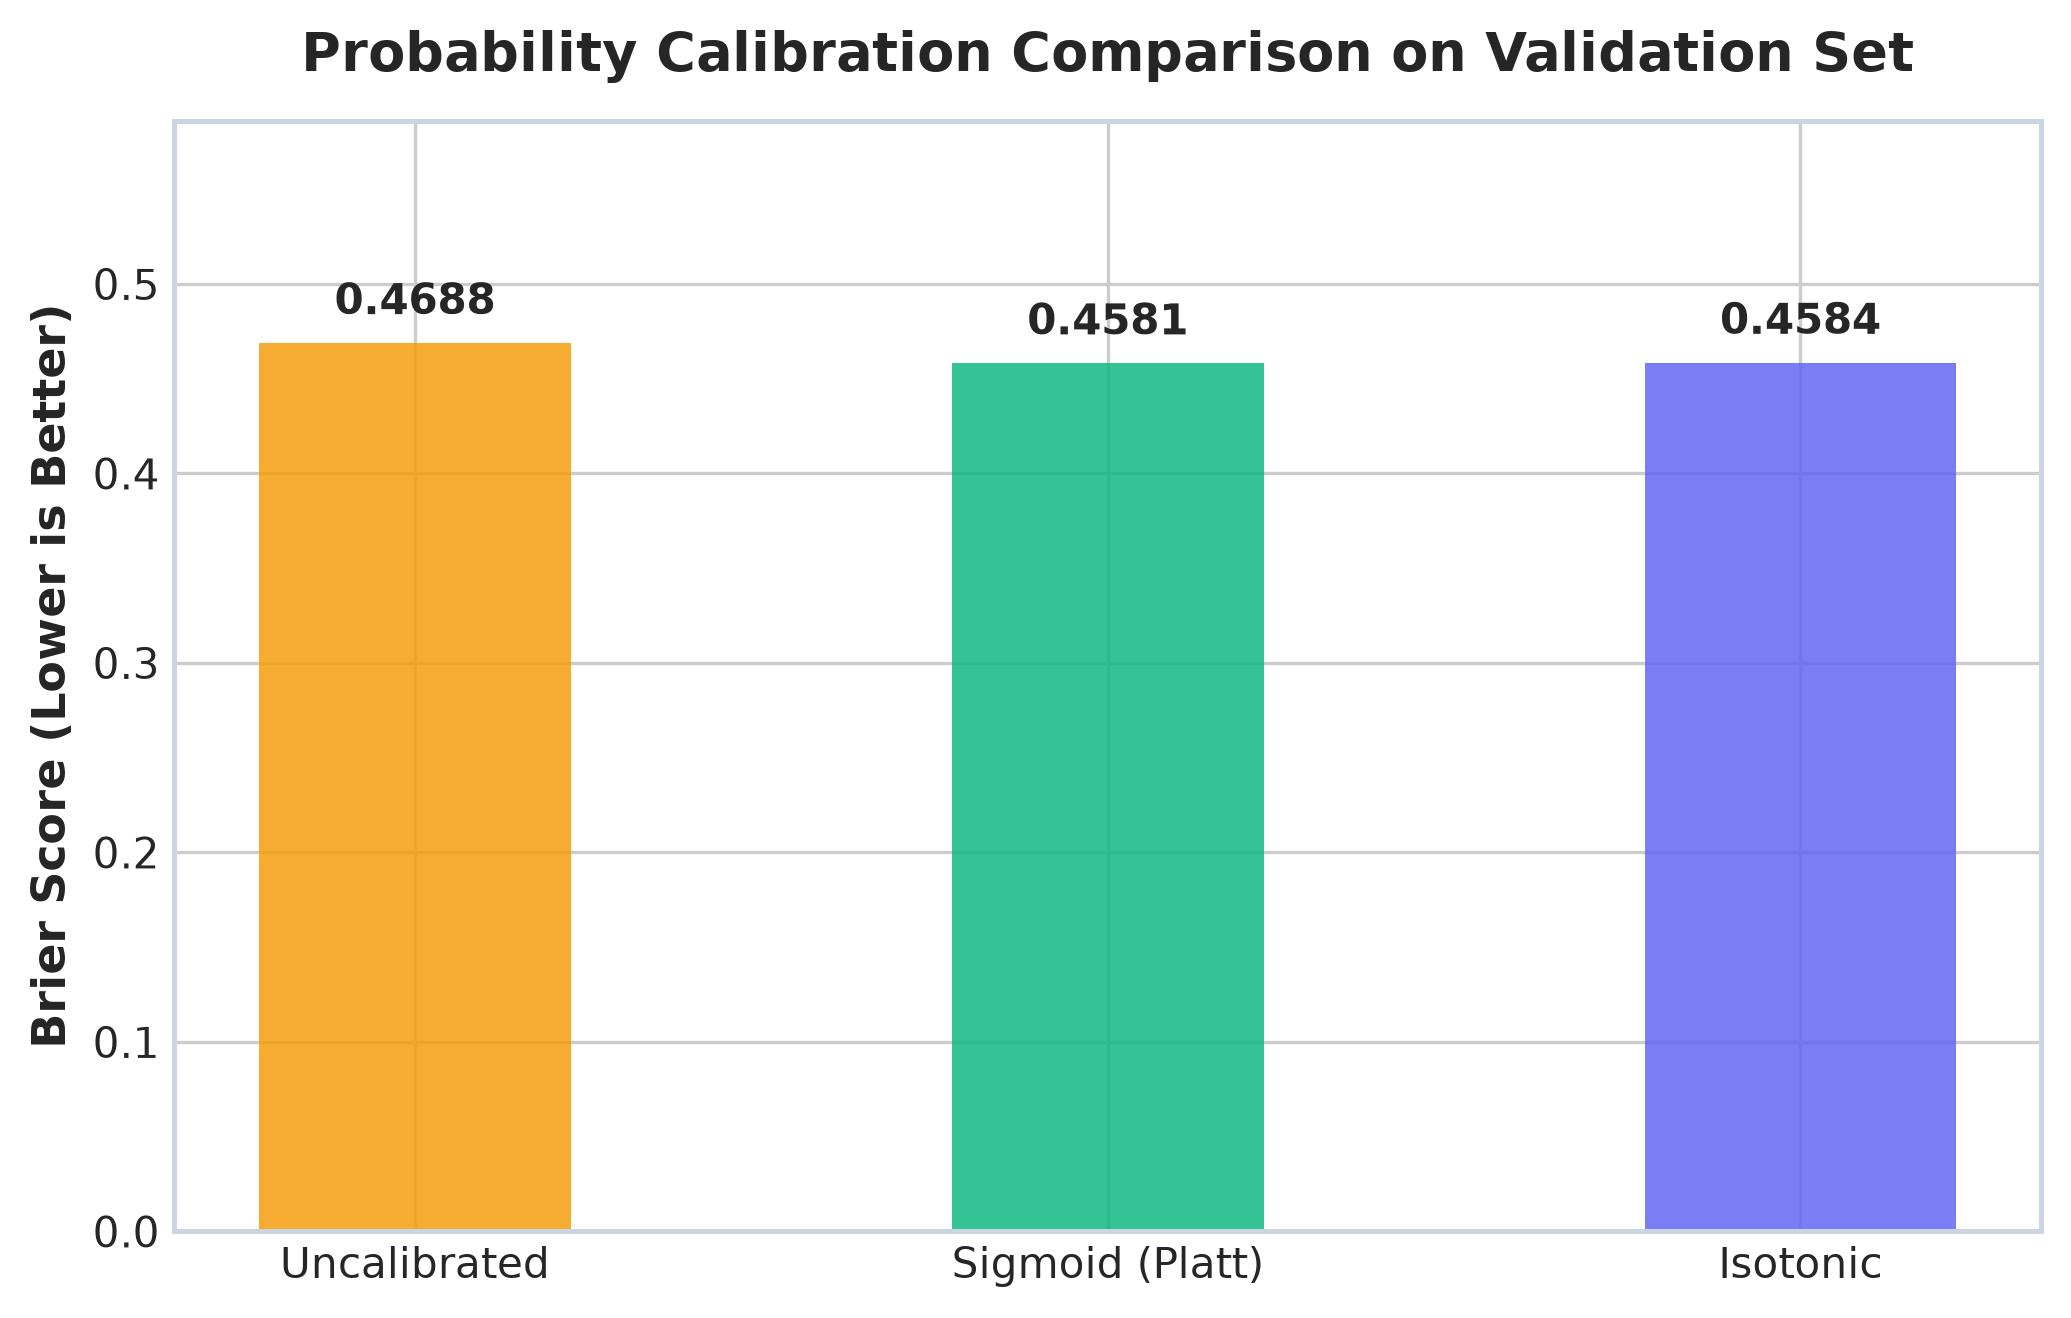 Probability Calibration Comparison on Validation Set
Brier Score (Lower is Better)
0.5
0.4
0.3
0.2
0.1
0.0
0.4688
0.4581
0.4584
Uncalibrated
Sigmoid (Platt)
Isotonic